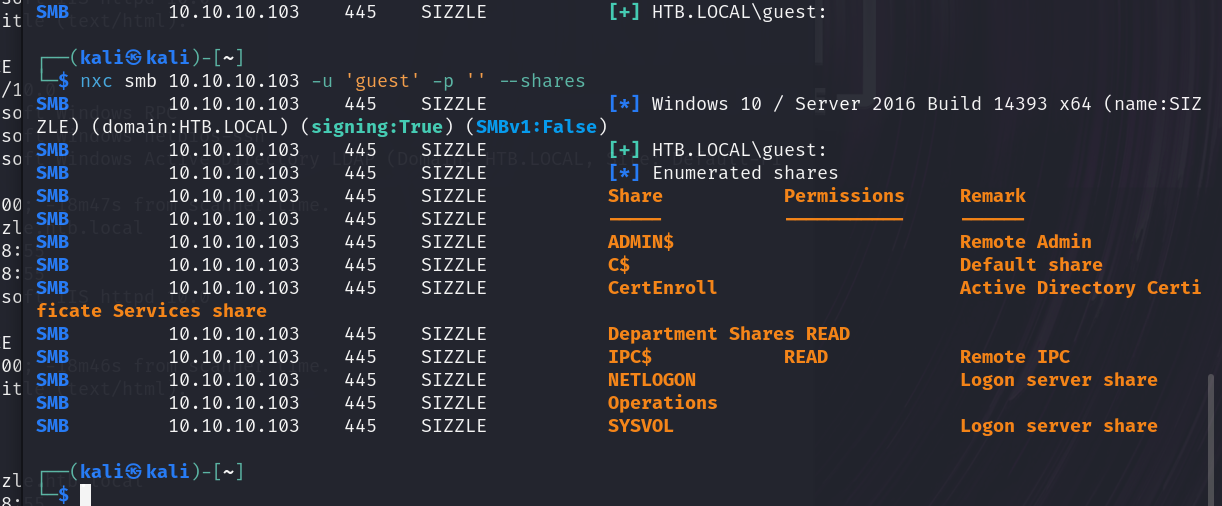 SMB 10.10.10.103 445 SIZZLE [+] HTB.LOCAL\guest:
┌──(kali㉿kali)-[~]
└─$ nxc smb 10.10.10.103 -u 'guest' -p '' --shares
SMB 10.10.10.103 445 SIZZLE [*] Windows 10 / Server 2016 Build 14393 x64 (name:SIZ
ZLE) (domain:HTB.LOCAL) (signing:True) (SMBv1:False)
SMB 10.10.10.103 445 SIZZLE [+] HTB.LOCAL\guest:
SMB 10.10.10.103 445 SIZZLE [*] Enumerated shares
SMB 10.10.10.103 445 SIZZLE Share Permissions Remark
SMB 10.10.10.103 445 SIZZLE ----- ----------- ------
SMB 10.10.10.103 445 SIZZLE ADMIN$ Remote Admin
SMB 10.10.10.103 445 SIZZLE C$ Default share
SMB 10.10.10.103 445 SIZZLE CertEnroll Active Directory Certi
ficate Services share
SMB 10.10.10.103 445 SIZZLE Department Shares READ
SMB 10.10.10.103 445 SIZZLE IPC$ READ Remote IPC
SMB 10.10.10.103 445 SIZZLE NETLOGON Logon server share
SMB 10.10.10.103 445 SIZZLE Operations
SMB 10.10.10.103 445 SIZZLE SYSVOL Logon server share
┌──(kali㉿kali)-[~]
└─$